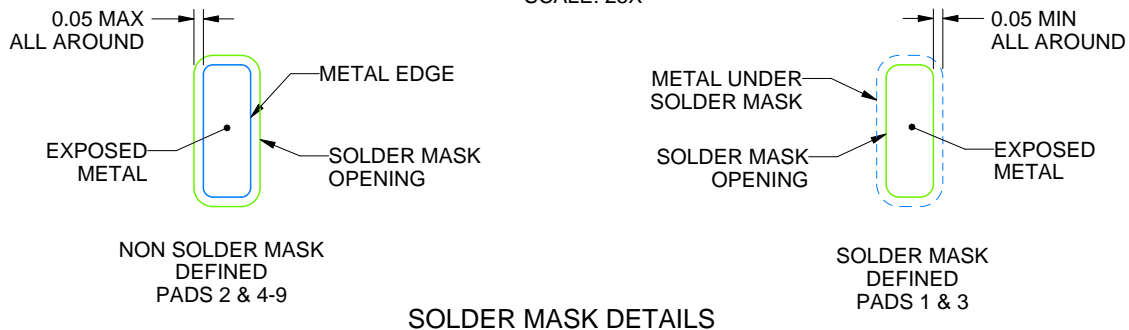 0.05 MAX
ALL AROUND
METAL EDGE
EXPOSED
METAL
SOLDER MASK
OPENING
NON SOLDER MASK
DEFINED
PADS 2 & 4-9
0.05 MIN
ALL AROUND
METAL UNDER
SOLDER MASK
SOLDER MASK
OPENING
EXPOSED
METAL
SOLDER MASK
DEFINED
PADS 1 & 3
SOLDER MASK DETAILS